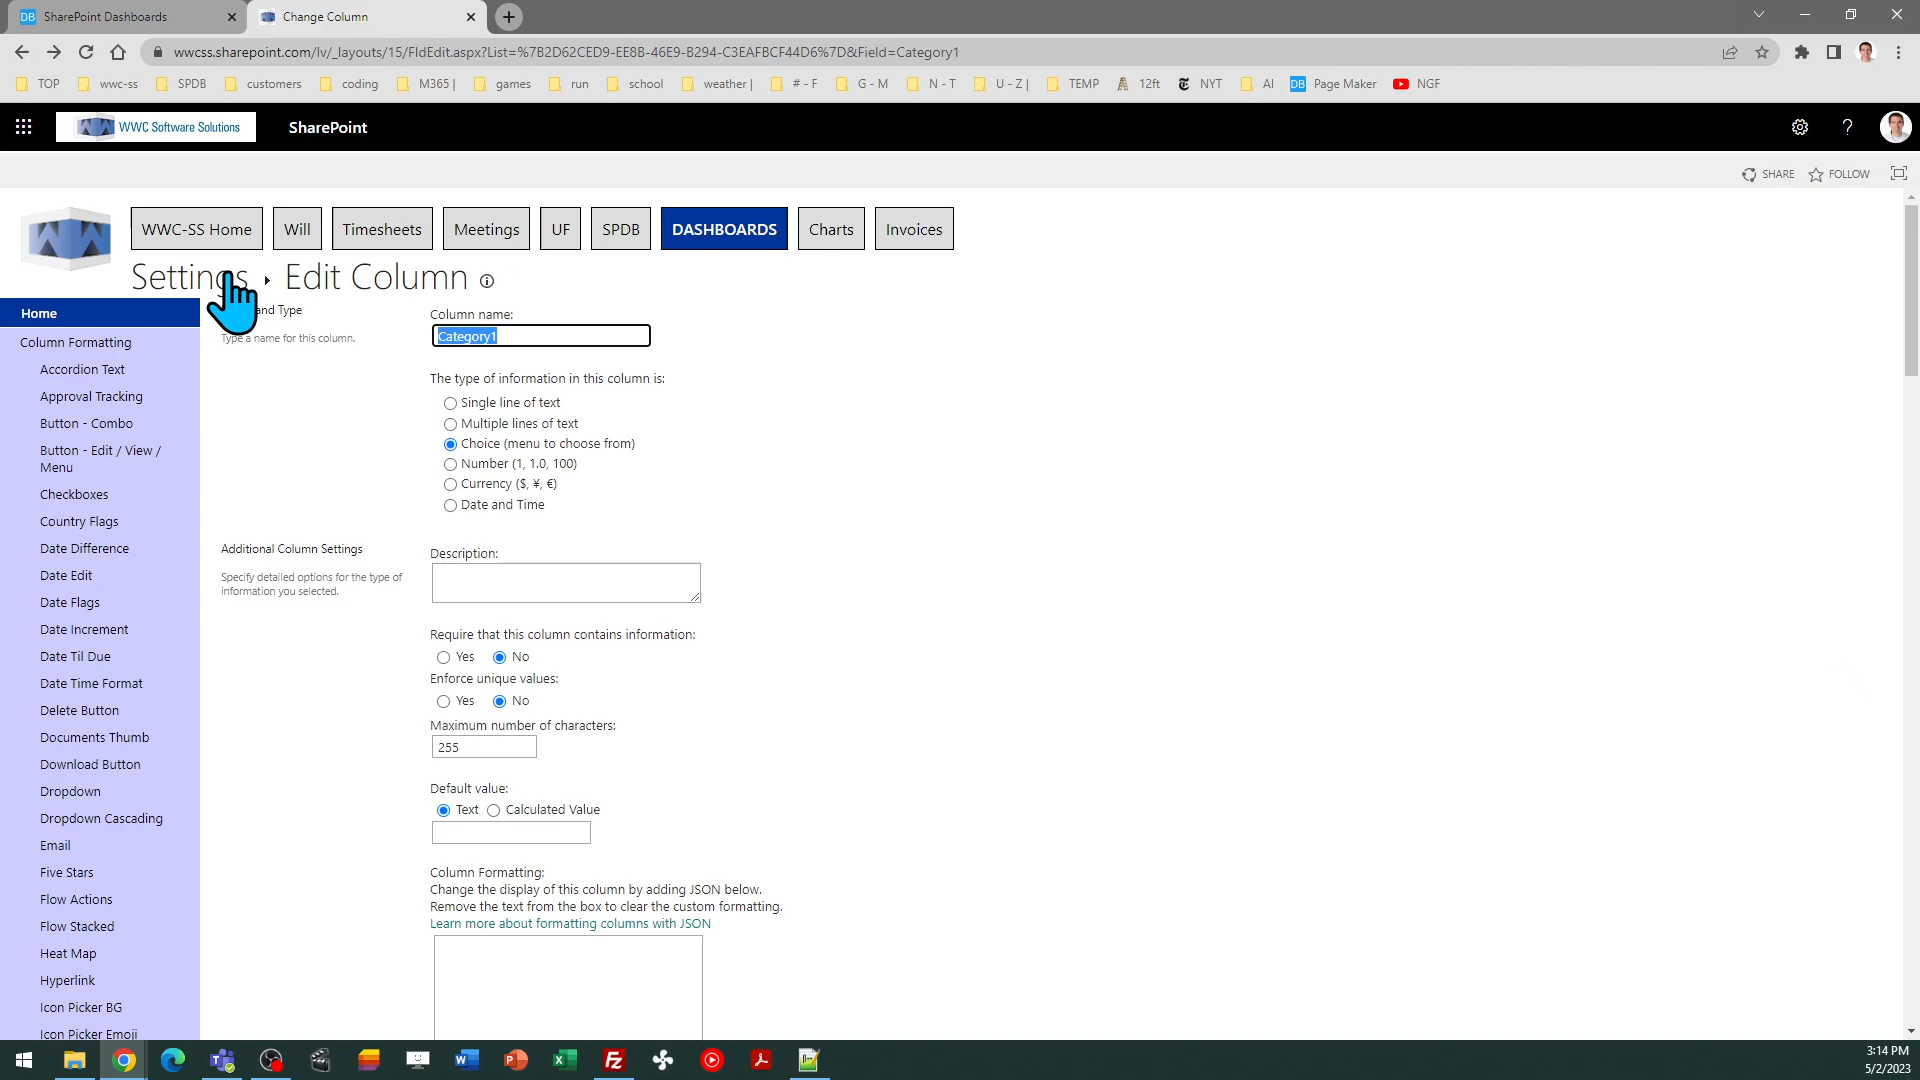 DB SharePoint Dashboards
Change Column
wwcss.sharepoint.com/lv/_layouts/15/FldEdit.aspx?List=%7B2D62CED9-EE8B-46E9-B294-C3EAFBCF44D6%7D&Field=Category1
TOP wwc-ss SPDB customers coding M365 | games run school weather | # - F G - M N - T U - Z | TEMP 12ft NYT AI DB Page Maker NGF
WWC Software Solutions SharePoint ?
SHARE FOLLOW
WWC-SS Home Will Timesheets Meetings UF SPDB DASHBOARDS Charts Invoices
Settings ▸ Edit Column
Home
Column Formatting
Accordion Text
Approval Tracking
Button - Combo
Button - Edit / View /
Menu
Checkboxes
Country Flags
Date Difference
Date Edit
Date Flags
Date Increment
Date Til Due
Date Time Format
Delete Button
Documents Thumb
Download Button
Dropdown
Dropdown Cascading
Email
Five Stars
Flow Actions
Flow Stacked
Heat Map
Hyperlink
Icon Picker BG
Icon Picker Emoji
and Type
Type a name for this column.
Column name:
Category1
The type of information in this column is:
Single line of text
Multiple lines of text
Choice (menu to choose from)
Number (1, 1.0, 100)
Currency ($, ¥, €)
Date and Time
Additional Column Settings
Specify detailed options for the type of
information you selected.
Description:
Require that this column contains information:
Yes No
Enforce unique values:
Yes No
Maximum number of characters:
255
Default value:
Text Calculated Value
Column Formatting:
Change the display of this column by adding JSON below.
Remove the text from the box to clear the custom formatting.
Learn more about formatting columns with JSON
3:14 PM
5/2/2023